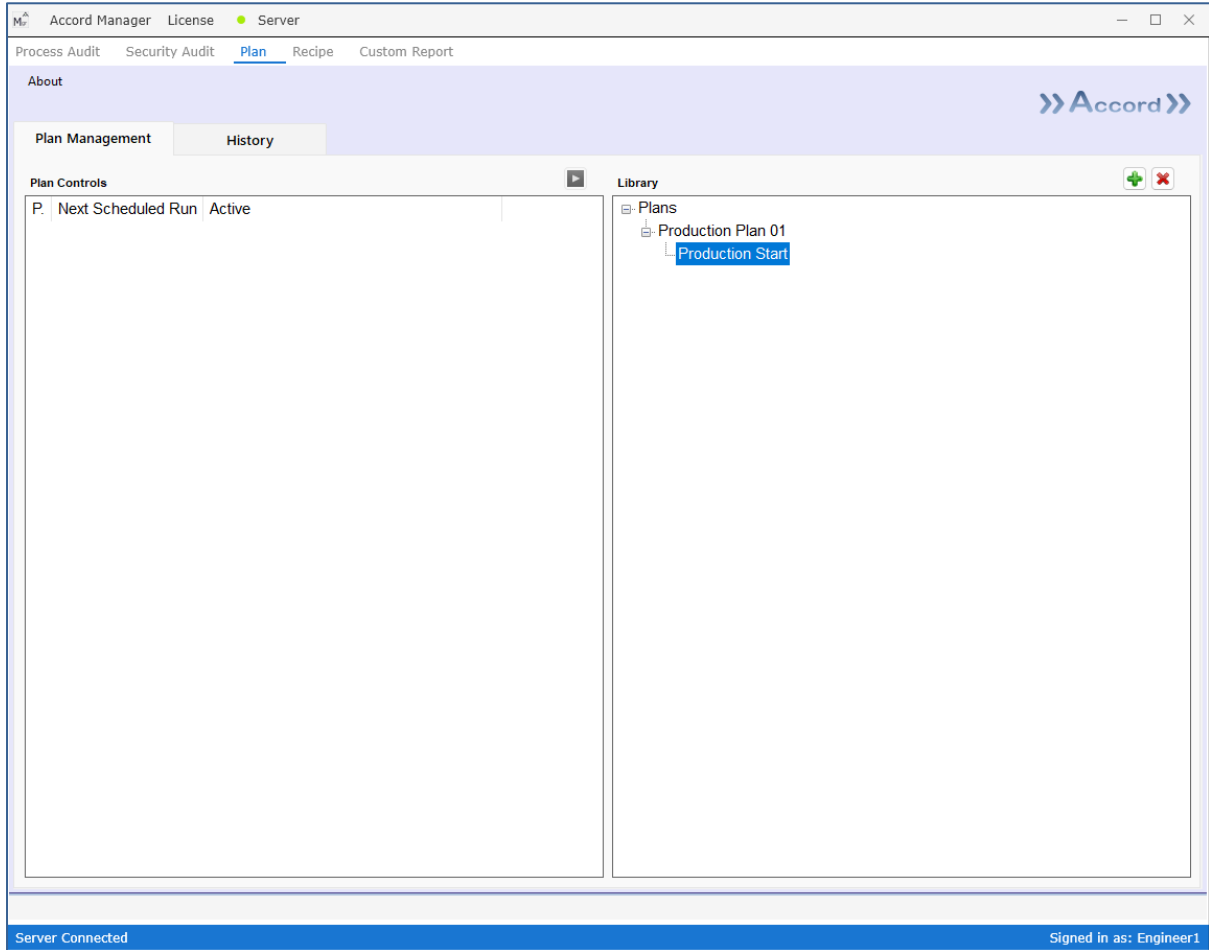 Accord Manager License Server
Process Audit Security Audit Plan Recipe Custom Report
About
Accord
Plan Management History
Plan Controls
P. Next Scheduled Run Active
Library
Plans
Production Plan 01
Production Start
Server Connected Signed in as: Engineer1